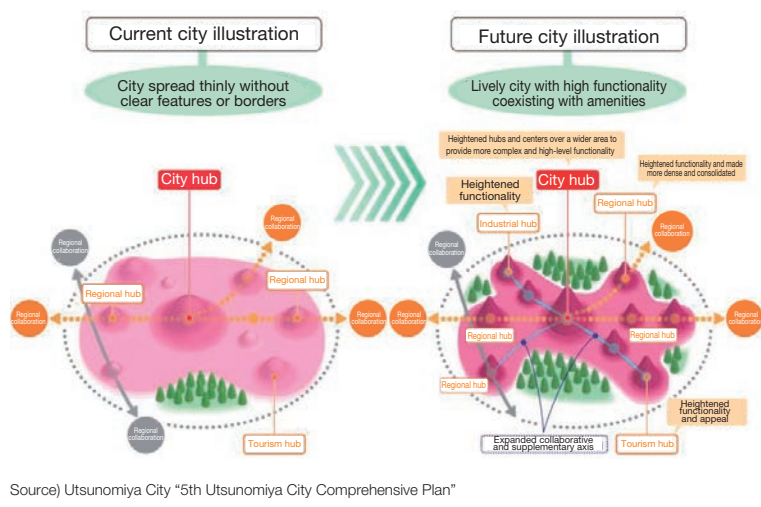 Current city illustration
City spread thinly without
clear features or borders
City hub
Regional
collaboration
Regional
collaboration
Regional hub
Regional hub
Regional
collaboration
Regional
collaboration
Regional
collaboration
Tourism hub
Future city illustration
Lively city with high functionality
coexisting with amenities
Heightened hubs and centers over a wider area to
provide more complex and high-level functionality
Heightened functionality and made
more dense and consolidated
Heightened
functionality
City hub
Regional hub
Industrial hub
Regional
collaboration
Regional
collaboration
Regional
collaboration
Regional
collaboration
Regional hub
Regional hub
Regional hub
Heightened
functionality
and appeal
Expanded collaborative
and supplementary axis
Tourism hub
Source) Utsunomiya City “5th Utsunomiya City Comprehensive Plan”